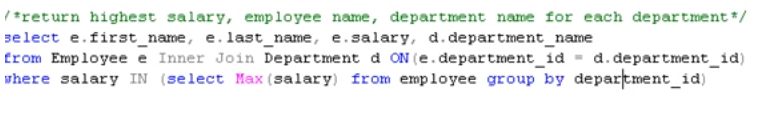 /*return highest salary, employee name, department name for each department*/
select e.first_name, e.last_name, e.salary, d.department_name
from Employee e Inner Join Department d ON(e.department_id = d.department_id)
where salary IN (select Max(salary) from employee group by department_id)